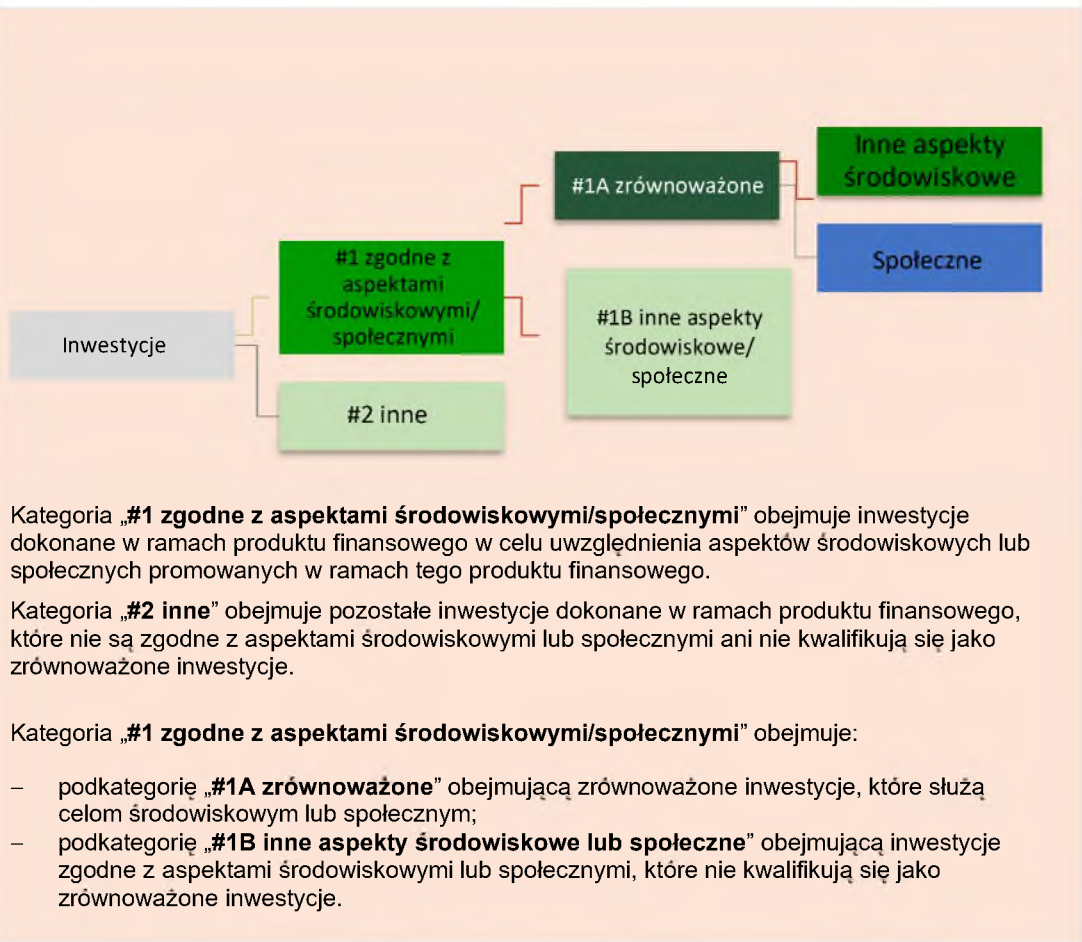 Inne aspekty
środowiskowe
#1A zrównoważone
Społeczne
#1 zgodne z
aspektami
środowiskowymi/
społecznymi
#1B inne aspekty
środowiskowe/
społeczne
Inwestycje
#2 inne
Kategoria „#1 zgodne z aspektami środowiskowymi/społecznymi” obejmuje inwestycje
dokonane w ramach produktu finansowego w celu uwzględnienia aspektów środowiskowych lub
społecznych promowanych w ramach tego produktu finansowego.
Kategoria „#2 inne” obejmuje pozostałe inwestycje dokonane w ramach produktu finansowego,
które nie są zgodne z aspektami środowiskowymi lub społecznymi ani nie kwalifikują się jako
zrównoważone inwestycje.
Kategoria „#1 zgodne z aspektami środowiskowymi/społecznymi” obejmuje:
– podkategorię „#1A zrównoważone” obejmującą zrównoważone inwestycje, które służą
celom środowiskowym lub społecznym;
– podkategorię „#1B inne aspekty środowiskowe lub społeczne” obejmującą inwestycje
zgodne z aspektami środowiskowymi lub społecznymi, które nie kwalifikują się jako
zrównoważone inwestycje.